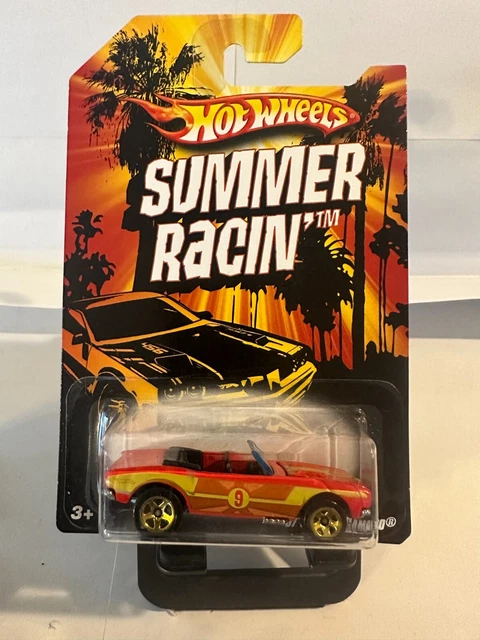 HOT WHEELS®
SUMMER
RACIN'™
9
3+